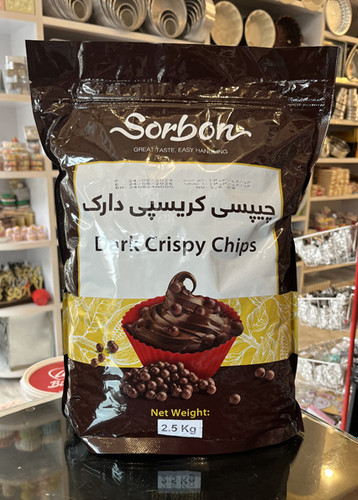 Sorbon
GREAT TASTE, EASY HANDLING
چیپسی کریسپی دارک
Dark Crispy Chips
Net Weight:
2.5 Kg